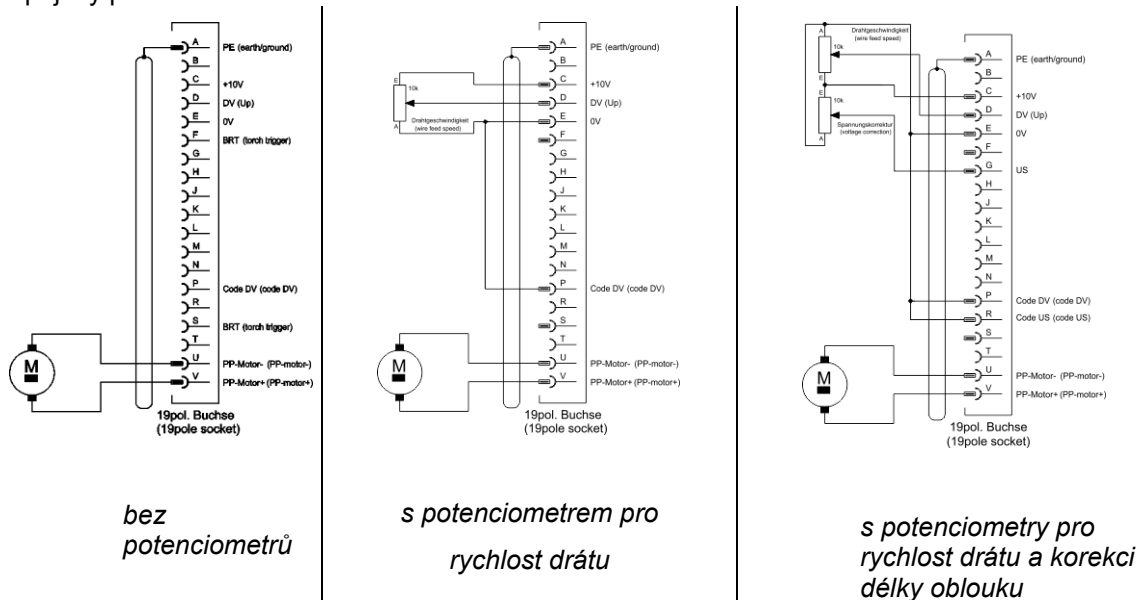 A
PE (earth/ground)
B
C
+10V
D
DV (Up)
E
0V
F
BRT (torch trigger)
G
H
J
K
L
M
N
P
Code DV (code DV)
R
S
BRT (torch trigger)
T
U
PP-Motor- (PP-motor-)
V
PP-Motor+ (PP-motor+)
M
19pol. Buchse
(19pole socket)
bez
potenciometrů
A
PE (earth/ground)
B
E
10k
C
+10V
D
DV (Up)
Drahtgeschwindigkeit
(wire feed speed)
A
E
0V
F
G
H
J
K
L
M
N
P
Code DV (code DV)
R
S
T
U
PP-Motor- (PP-motor-)
V
PP-Motor+ (PP-motor+)
M
19pol. Buchse
(19pole socket)
s potenciometrem pro
rychlost drátu
A
Drahtgeschwindigkeit
(wire feed speed)
10k
E
E
10k
Spannungskorrektur
(voltage correction)
A
A
PE (earth/ground)
B
C
+10V
D
DV (Up)
E
0V
F
G
US
H
J
K
L
M
N
P
Code DV (code DV)
R
Code US (code US)
S
T
U
PP-Motor- (PP-motor-)
V
PP-Motor+ (PP-motor+)
M
19pol. Buchse
(19pole socket)
s potenciometry pro
rychlost drátu a korekci
délky oblouku